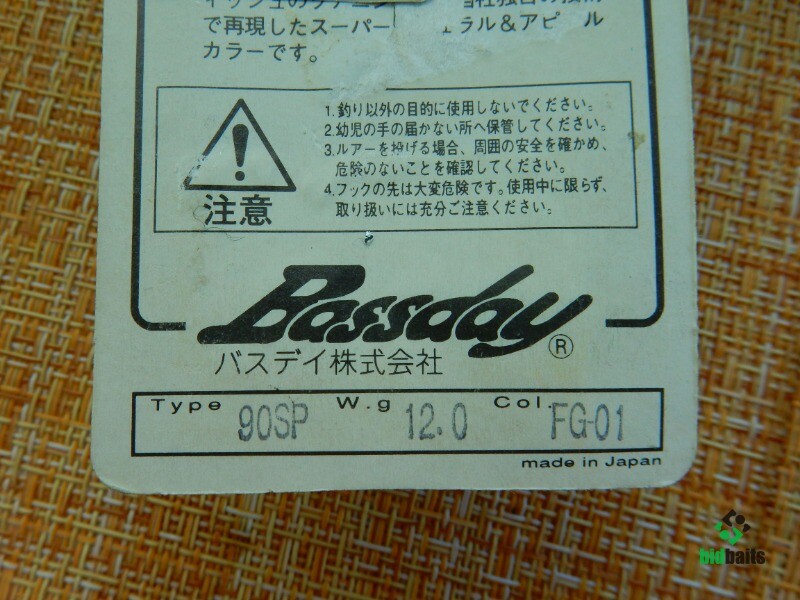 で再現したスーパー
ラル&アピール
カラーです。
注意
1.釣り以外の目的に使用しないでください。
2.幼児の手の届かない所へ保管してください。
3.ルアーを投げる場合、周囲の安全を確かめ、
危険のないことを確認してください。
4.フックの先は大変危険です。使用中に限らず、
取り扱いには充分ご注意ください。
Bassday®
バスデイ株式会社
Type 90SP W.g 12.0 Col. FG-01
made in Japan
bidbaits